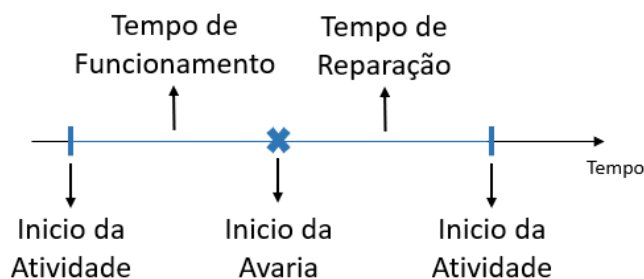 Tempo de
Funcionamento
Tempo de
Reparação
Tempo
Inicio da
Atividade
Inicio da
Avaria
Inicio da
Atividade